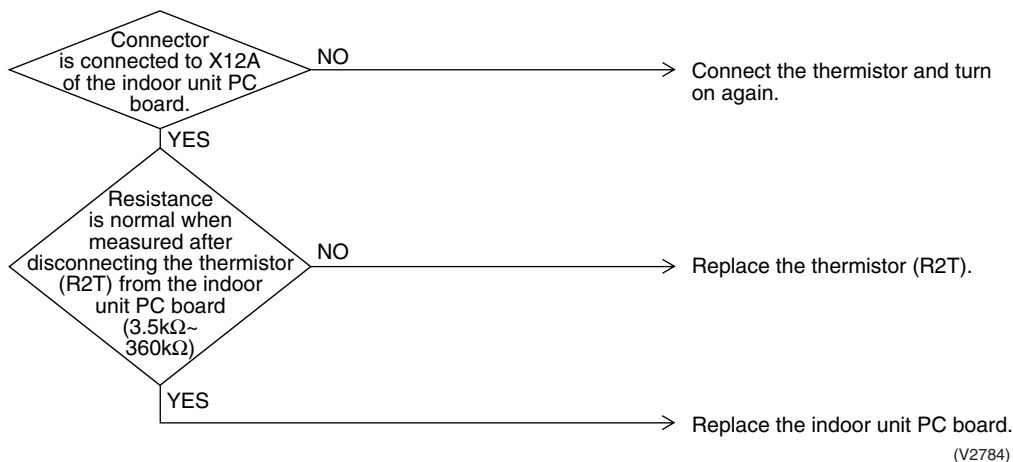 Connector
is connected to X12A
of the indoor unit PC
board.
NO
Connect the thermistor and turn
on again.
YES
Resistance
is normal when
measured after
disconnecting the thermistor
(R2T) from the indoor
unit PC board
(3.5kΩ~
360kΩ)
NO
Replace the thermistor (R2T).
YES
Replace the indoor unit PC board.
(V2784)